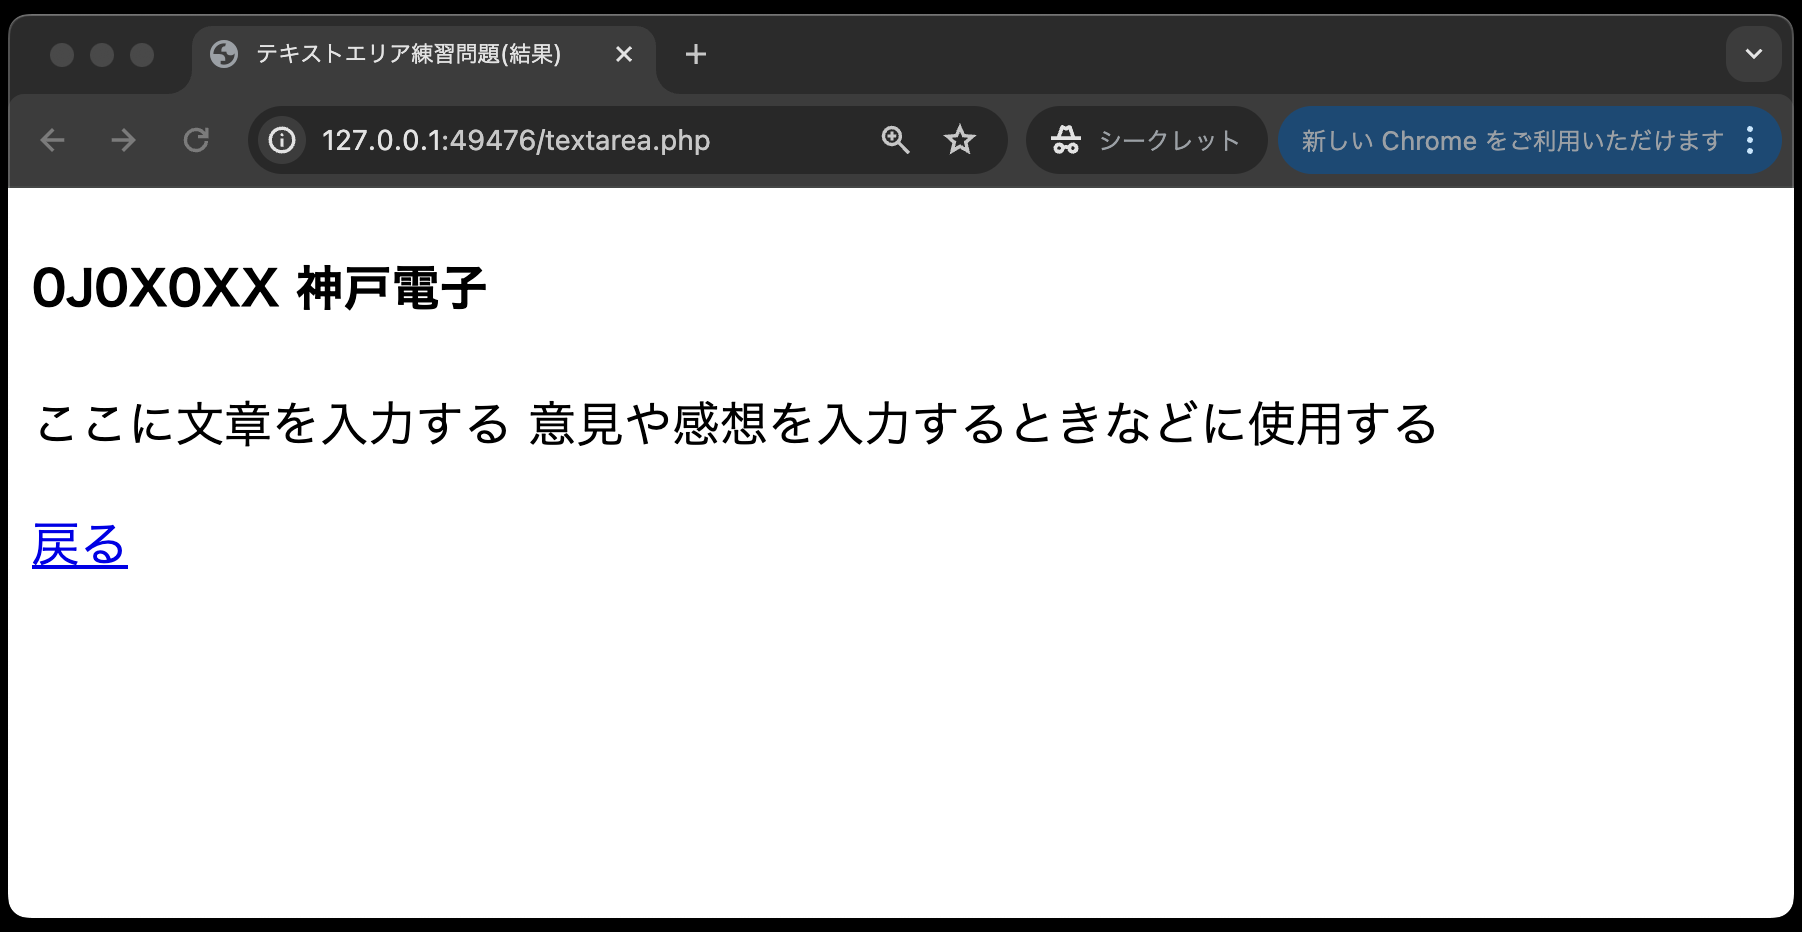 テキストエリア練習問題(結果)
127.0.0.1:49476/textarea.php
シークレット
新しい Chrome をご利用いただけます
0J0X0XX 神戸電子
ここに文章を入力する 意見や感想を入力するときなどに使用する
戻る